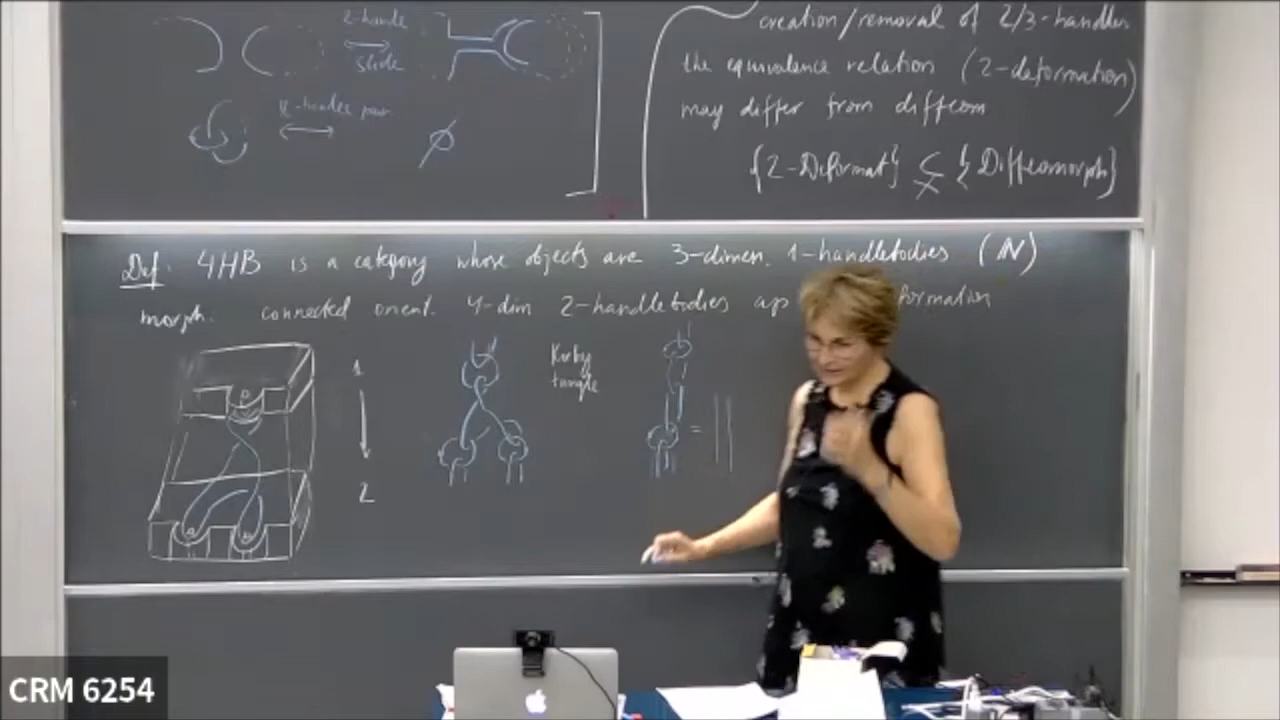 2-handle
slide
2-handle pair
∅
creation/removal of 2/3-handles
the equivalence relation (2-deformation)
may differ from diffeom
{2-Deformat} ⊊ {Diffeomorph}
Def: 4HB is a category whose objects are 3-dimen. 1-handlebodies (ℕ)
morph. connected orient. 4-dim 2-handlebodies up formation
1
2
Kirby
tangle
=
CRM 6254